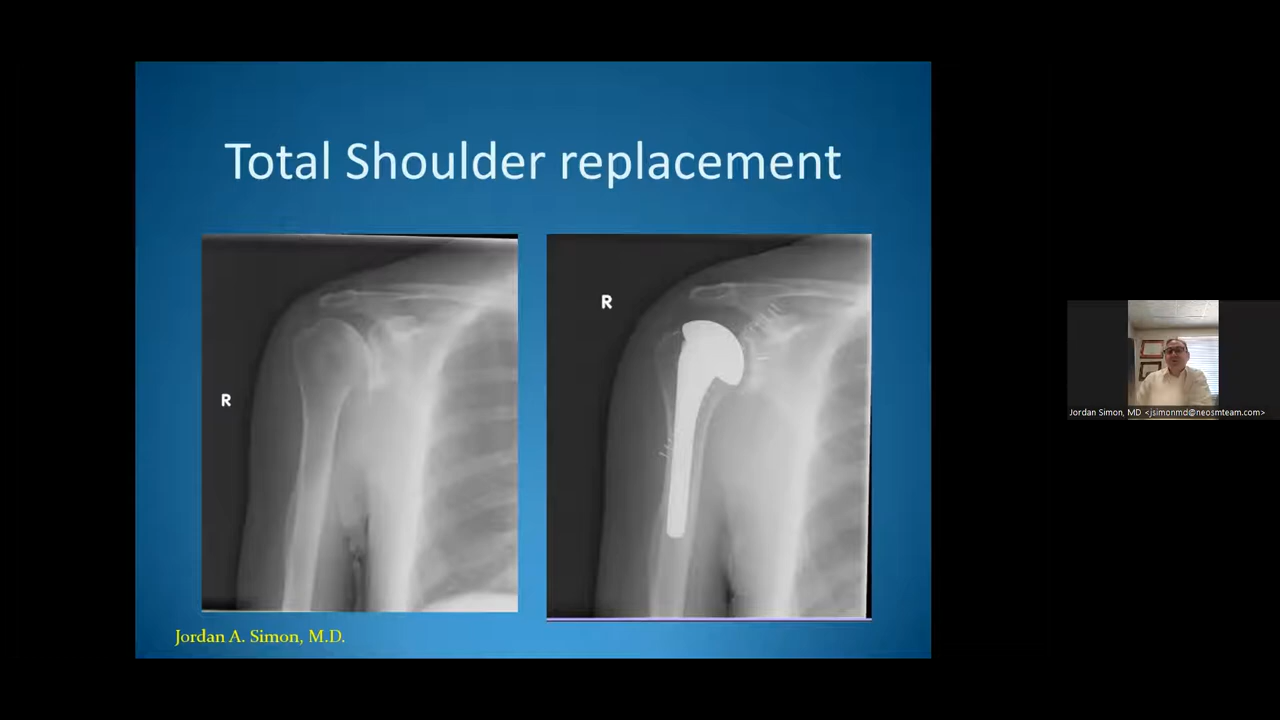 Total Shoulder replacement
R
R
Jordan A. Simon, M.D.
Jordan Simon, MD <jsimonmd@neosmteam.com>